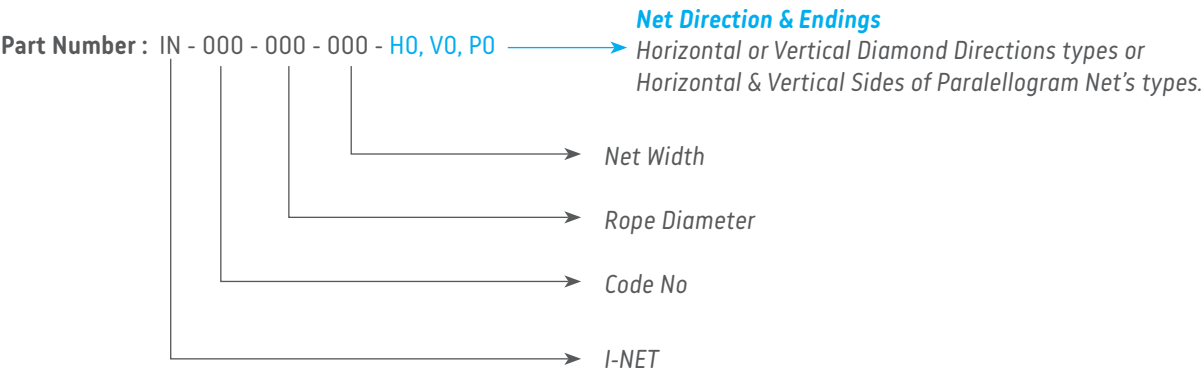 Net Direction & Endings
Part Number : IN - 000 - 000 - 000 - H0, V0, P0
Horizontal or Vertical Diamond Directions types or
Horizontal & Vertical Sides of Paralellogram Net's types.
Net Width
Rope Diameter
Code No
I-NET